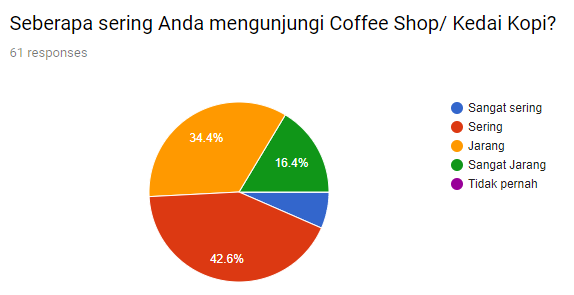 Seberapa sering Anda mengunjungi Coffee Shop/ Kedai Kopi?
61 responses
34.4%
16.4%
42.6%
Sangat sering
Sering
Jarang
Sangat Jarang
Tidak pernah